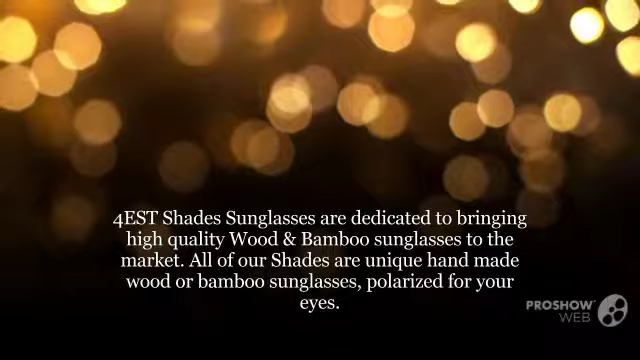 4EST Shades Sunglasses are dedicated to bringing
high quality Wood & Bamboo sunglasses to the
market. All of our Shades are unique hand made
wood or bamboo sunglasses, polarized for your
eyes.
PROSHOW
WEB